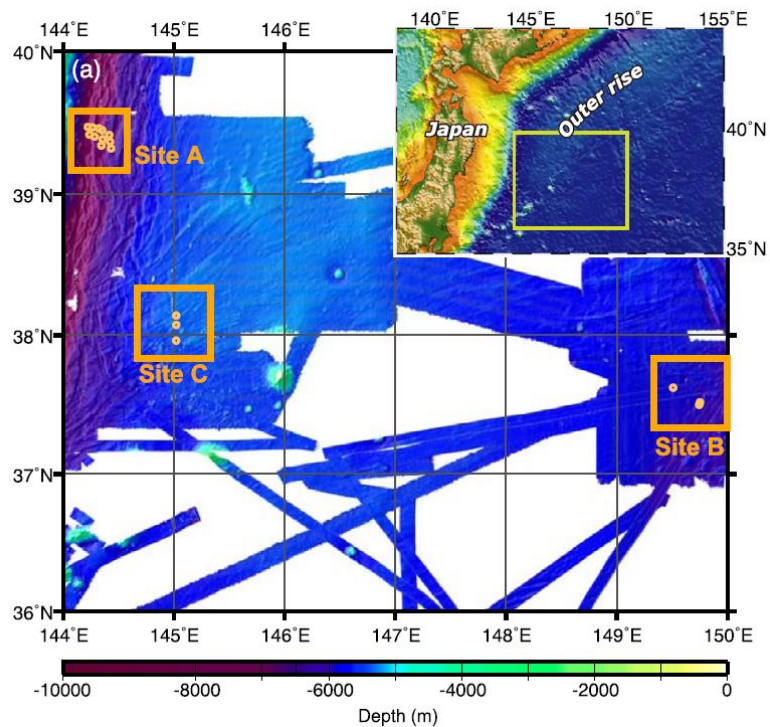 144˚E 145˚E 146˚E
140˚E 145˚E 150˚E 155˚E
40˚N
(a)
Outer rise
Japan
40˚N
Site A
39˚N
35˚N
38˚N
Site C
Site B
37˚N
36˚N
144˚E 145˚E 146˚E 147˚E 148˚E 149˚E 150˚E
-10000 -8000 -6000 -4000 -2000 0
Depth (m)